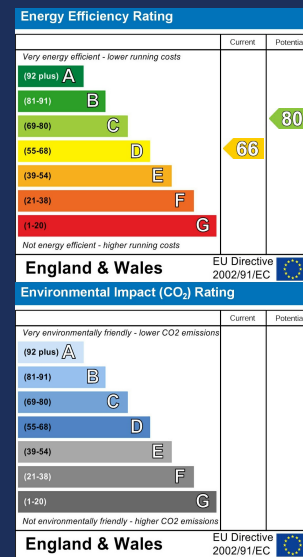 Energy Efficiency Rating
Current Potential
Very energy efficient - lower running costs
(92 plus) A
(81-91) B
(69-80) C
(55-68) D
(39-54) E
(21-38) F
(1-20) G
66
80
Not energy efficient - higher running costs
England & Wales
EU Directive
2002/91/EC
Environmental Impact (CO₂) Rating
Current Potential
Very environmentally friendly - lower CO2 emissions
(92 plus) A
(81-91) B
(69-80) C
(55-68) D
(39-54) E
(21-38) F
(1-20) G
Not environmentally friendly - higher CO2 emissions
England & Wales
EU Directive
2002/91/EC